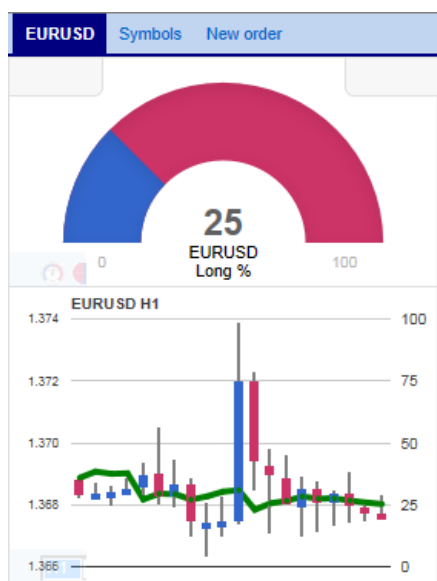 EURUSD Symbols New order
25
EURUSD
Long %
0 100
EURUSD H1
1.374 100
1.372 75
1.370 50
1.368 25
1.366 0